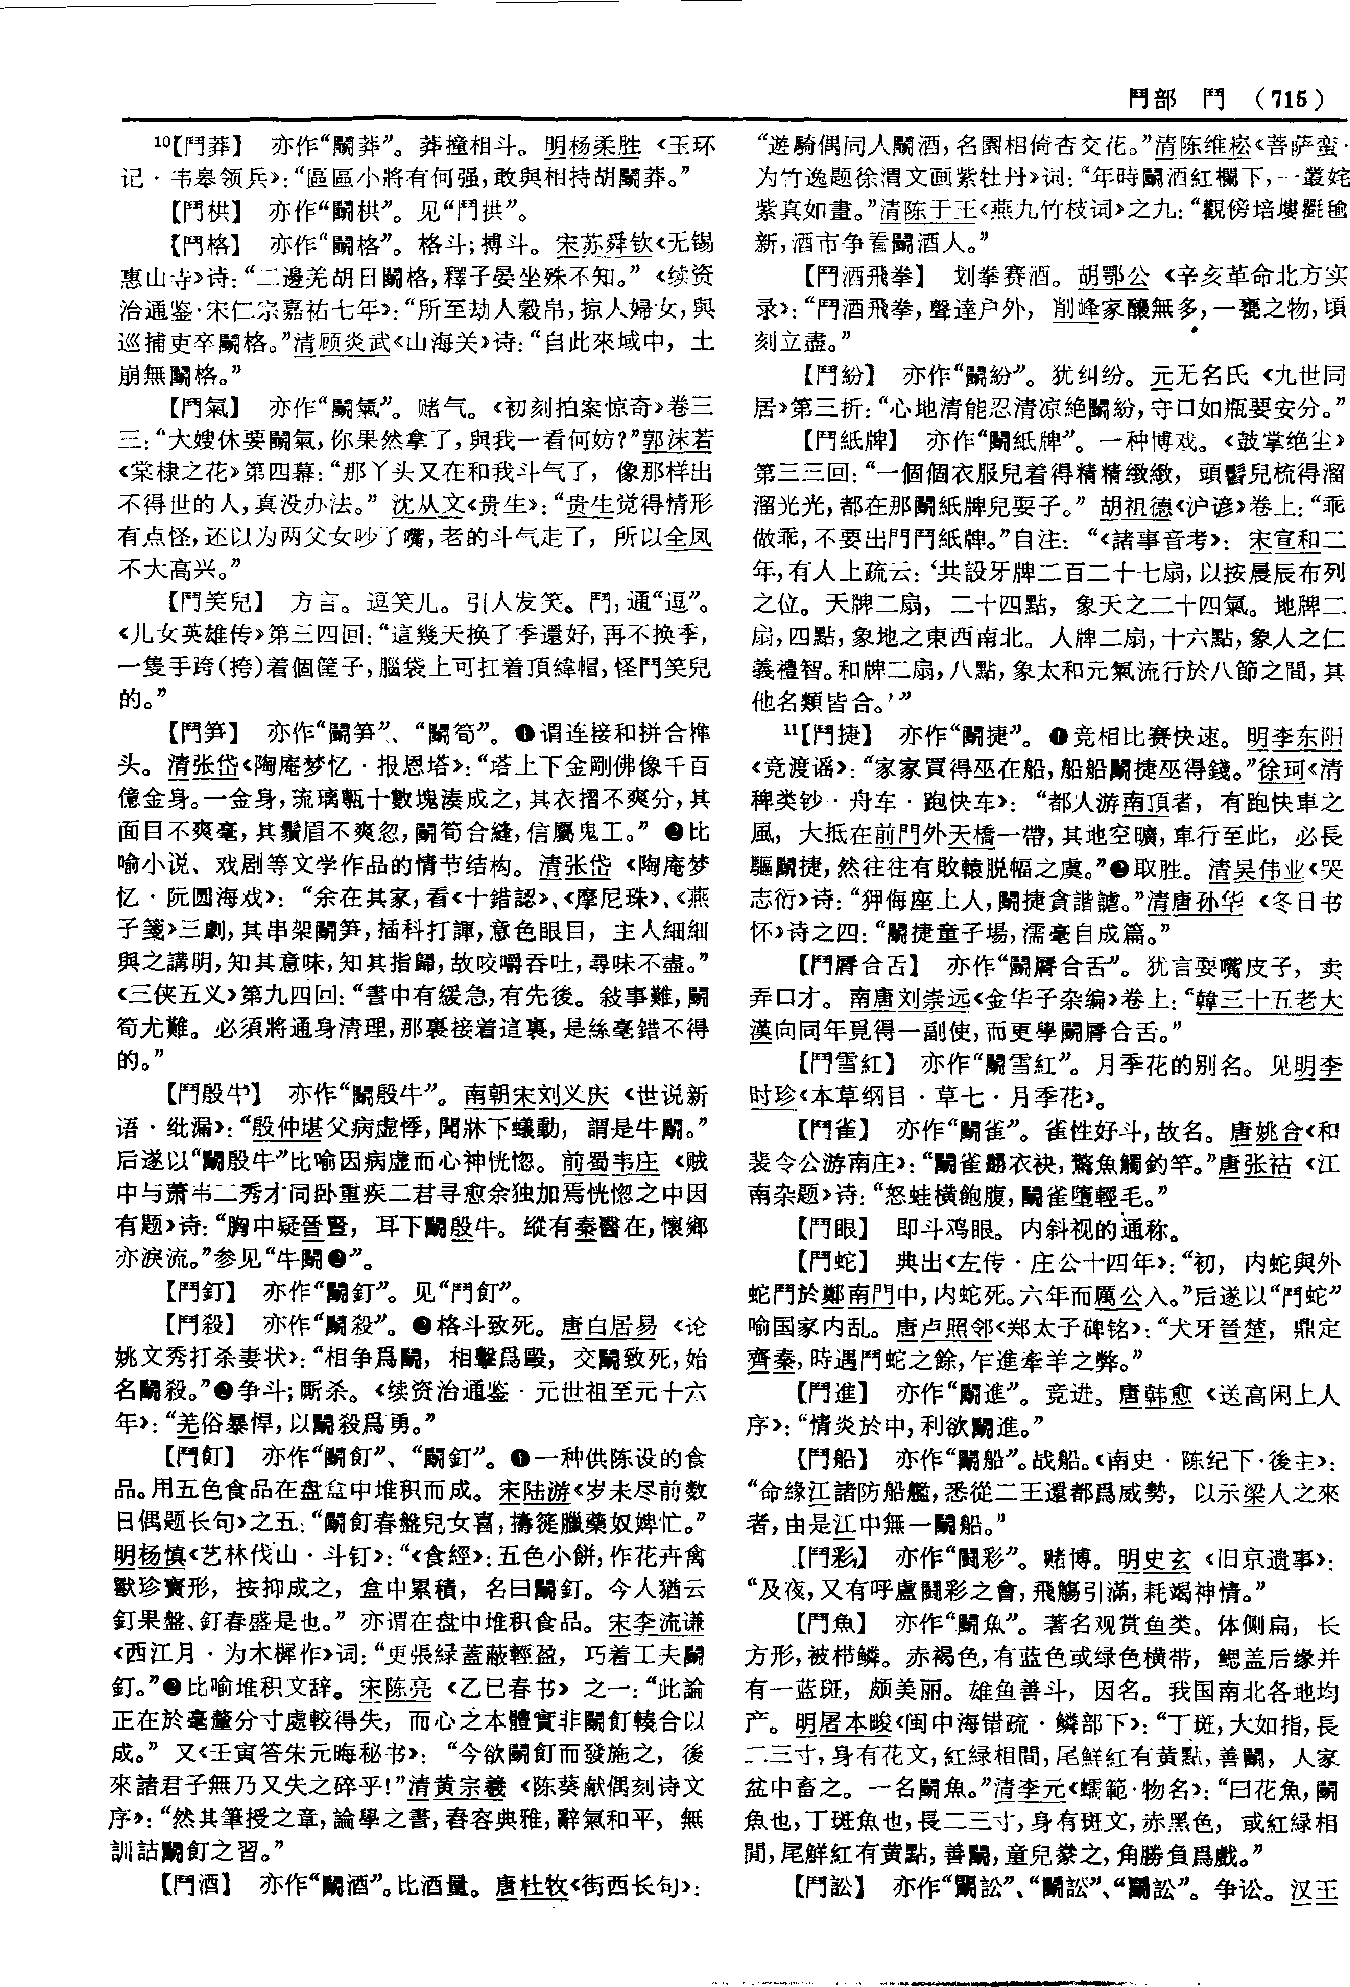 鬥部　鬥　（715）
10【鬥莽】　亦作“鬭莽”。莽撞相斗。明杨柔胜《玉环
记·韦皋领兵》：“區區小將有何强，敢與相持胡鬭莽。”
【鬥栱】　亦作“鬭栱”。见“鬥拱”。
【鬥格】　亦作“鬭格”。格斗；搏斗。宋苏舜钦《无锡
惠山寺》诗：“二邊羌胡日鬭格，釋子晏坐殊不知。”《续资
治通鉴·宋仁宗嘉祐七年》：“所至劫人穀帛，掠人婦女，與
巡捕吏卒鬭格。”清顾炎武《山海关》诗：“自此來域中，土
崩無鬭格。”
【鬥氣】　亦作“鬭氣”。赌气。《初刻拍案惊奇》卷三
三：“大嫂休要鬭氣，你果然拿了，與我一看何妨？”郭沫若
《棠棣之花》第四幕：“那丫头又在和我斗气了，像那样出
不得世的人，真没办法。”沈从文《贵生》：“贵生觉得情形
有点怪，还以为两父女吵了嘴，老的斗气走了，所以全凤
不大高兴。”
【鬥笑兒】　方言。逗笑儿。引人发笑。鬥，通“逗”。
《儿女英雄传》第三四回：“這幾天换了季還好，再不换季，
一隻手誇（挎）着個筐子，腦袋上可扛着頂緯帽，怪鬥笑兒
的。”
【鬥笋】　亦作“鬭笋”、“鬭筍”。❶谓连接和拼合榫
头。清张岱《陶庵梦忆·报恩塔》：“塔上下金剛佛像千百
億金身。一金身，琉璃甎十數塊湊成之，其衣摺不爽分，其
面目不爽毫，其鬚眉不爽忽，鬭筍合縫，信屬鬼工。”❷比
喻小说、戏剧等文学作品的情节结构。清张岱《陶庵梦
忆·阮圆海戏》：“余在其家，看《十錯認》、《摩尼珠》、《燕
子箋》三劇，其串架鬭笋，插科打諢，意色眼目，主人細細
與之講明，知其意味，知其指歸，故咬嚼吞吐，尋味不盡。”
《三侠五义》第九四回：“書中有緩急，有先後。敍事難，鬭
筍尤難。必須將通身清理，那裏接着這裏，是絲毫錯不得
的。”
【鬥殷牛】　亦作“鬭殷牛”。南朝宋刘义庆《世说新
语·纰漏》：“殷仲堪父病虚悸，聞牀下蟻動，謂是牛鬭。”
后遂以“鬭殷牛”比喻因病虚而心神恍惚。前蜀韦庄《贼
中与萧韦二秀才同卧重疾二君寻愈余独加焉恍惚之中因
有题》诗：“胸中疑晉豎，耳下鬭殷牛。縱有秦醫在，懷鄉
亦淚流。”参见“牛鬭❷”。
【鬥釘】　亦作“鬭釘”。见“鬥飣”。
【鬥殺】　亦作“鬭殺”。❶格斗致死。唐白居易《论
姚文秀打杀妻状》：“相争爲鬭，相擊爲毆，交鬭致死，始
名鬭殺。”❷争斗；厮杀。《续资治通鉴·元世祖至元十六
年》：“羌俗暴悍，以鬭殺爲勇。”
【鬥飣】　亦作“鬭飣”、“鬭釘”。❶一种供陈设的食
品。用五色食品在盘盒中堆积而成。宋陆游《岁未尽前数
日偶题长句》之五：“鬭飣春盤兒女喜，擣簁臘藥奴婢忙。”
明杨慎《艺林伐山·斗钉》：“《食經》：五色小餅，作花卉禽
獸珍寶形，按抑成之，盒中累積，名曰鬭釘。今人猶云
釘果盤、釘春盛是也。”亦谓在盘中堆积食品。宋李流谦
《西江月·为木樨作》词：“更張緑蓋蔽輕盈，巧着工夫鬭
釘。”❷比喻堆积文辞。宋陈亮《乙巳春书》之一：“此論
正在於毫釐分寸處較得失，而心之本體實非鬭飣輳合以
成。”又《壬寅答朱元晦秘书》：“今欲鬭飣而發施之，後
來諸君子無乃又失之碎乎！”清黄宗羲《陈葵献偶刻诗文
序》：“然其筆授之章，論學之書，舂容典雅，辭氣和平，無
訓詁鬭飣之習。”
【鬥酒】　亦作“鬭酒”。比酒量。唐杜牧《街西长句》：
“遊騎偶同人鬭酒，名園相倚杏交花。”清陈维崧《菩萨蛮·
为竹逸题徐渭文画紫牡丹》词：“年時鬭酒紅欄下，一叢姹
紫真如畫。”清陈于王《燕九竹枝词》之九：“觀傍培塿氍毹
新，酒市争看鬭酒人。”
【鬥酒飛拳】　划拳赛酒。胡鄂公《辛亥革命北方实
录》：“鬥酒飛拳，聲達户外，削峰家釀無多，一甕之物，頃
刻立盡。”
【鬥紛】　亦作“鬭紛”。犹纠纷。元无名氏《九世同
居》第三折：“心地清能忍清凉绝鬭紛，守口如瓶要安分。”
【鬥紙牌】　亦作“鬭紙牌”。一种博戏。《鼓掌绝尘》
第三三回：“一個個衣服兒着得精精緻緻，頭髻兒梳得溜
溜光光，都在那鬭紙牌兒耍子。”胡祖德《沪谚》卷上：“乖
做乖，不要出門鬥紙牌。”自注：“《諸事音考》：宋宣和二
年，有人上疏云：‘共設牙牌二百二十七扇，以按晨辰布列
之位。天牌二扇，二十四點，象天之二十四氣。地牌二
扇，四點，象地之東西南北。人牌二扇，十六點，象人之仁
義禮智。和牌二扇，八點，象太和元氣流行於八節之間，其
他名類皆合。’”
11【鬥捷】　亦作“鬭捷”。❶竞相比赛快速。明李东阳
《竞渡谣》：“家家買得巫在船，船船鬭捷巫得錢。”徐珂《清
稗类钞·舟车·跑快车》：“都人游南頂者，有跑快車之
風，大抵在前門外天橋一帶，其地空曠，車行至此，必長
驅鬭捷，然往往有敗轅脱幅之虞。”❷取胜。清吴伟业《哭
志衍》诗：“狎侮座上人，鬭捷貪諧謔。”清唐孙华《冬日书
怀》诗之四：“鬭捷童子場，濡毫自成篇。”
【鬥脣合舌】　亦作“鬭脣合舌”。犹言耍嘴皮子，卖
弄口才。南唐刘崇远《金华子杂编》卷上：“韓三十五老大
漢向同年覓得一副使，而更學鬭脣合舌。”
【鬥雪紅】　亦作“鬭雪紅”。月季花的别名。见明李
时珍《本草纲目·草七·月季花》。
【鬥雀】　亦作“鬭雀”。雀性好斗，故名。唐姚合《和
裴令公游南庄》：“鬭雀翻衣袂，驚魚觸釣竿。”唐张祜《江
南杂题》诗：“怒蛙橫飽腹，鬭雀墮輕毛。”
【鬥眼】　即斗鸡眼。内斜视的通称。
【鬥蛇】　典出《左传·庄公十四年》：“初，内蛇與外
蛇鬥於鄭南門中，内蛇死。六年而厲公入。”后遂以“鬥蛇”
喻国家内乱。唐卢照邻《郑太子碑铭》：“犬牙晉楚，鼎定
齊秦，時遇鬥蛇之餘，乍進牽羊之弊。”
【鬥進】　亦作“鬭進”。竞进。唐韩愈《送高闲上人
序》：“情炎於中，利欲鬭進。”
【鬥船】　亦作“鬭船”。战船。《南史·陈纪下·後主》：
“命緣江諸防船艦，悉從二王還都爲威勢，以示梁人之來
者，由是江中無一鬭船。”
【鬥彩】　亦作“鬪彩”。赌博。明史玄《旧京遗事》：
“及夜，又有呼盧鬪彩之會，飛觴引滿，耗竭神情。”
【鬥魚】　亦作“鬭魚”。著名观赏鱼类。体侧扁，长
方形，被栉鳞。赤褐色，有蓝色或绿色横带，鳃盖后缘并
有一蓝斑，颇美丽。雄鱼善斗，因名。我国南北各地均
产。明屠本畯《闽中海错疏·鳞部下》：“丁斑，大如指，長
二三寸，身有花文，紅緑相間，尾鮮紅有黄點，善鬭，人家
盆中畜之。一名鬭魚。”清李元《蠕範·物名》：“曰花魚，鬭
魚也，丁斑魚也，長二三寸，身有斑文，赤黑色，或紅緑相
間，尾鮮紅有黄點，善鬭，童兒豢之，角勝負爲戲。”
【鬥訟】　亦作“鬭訟”、“鬪訟”、“鬬訟”。争讼。汉王